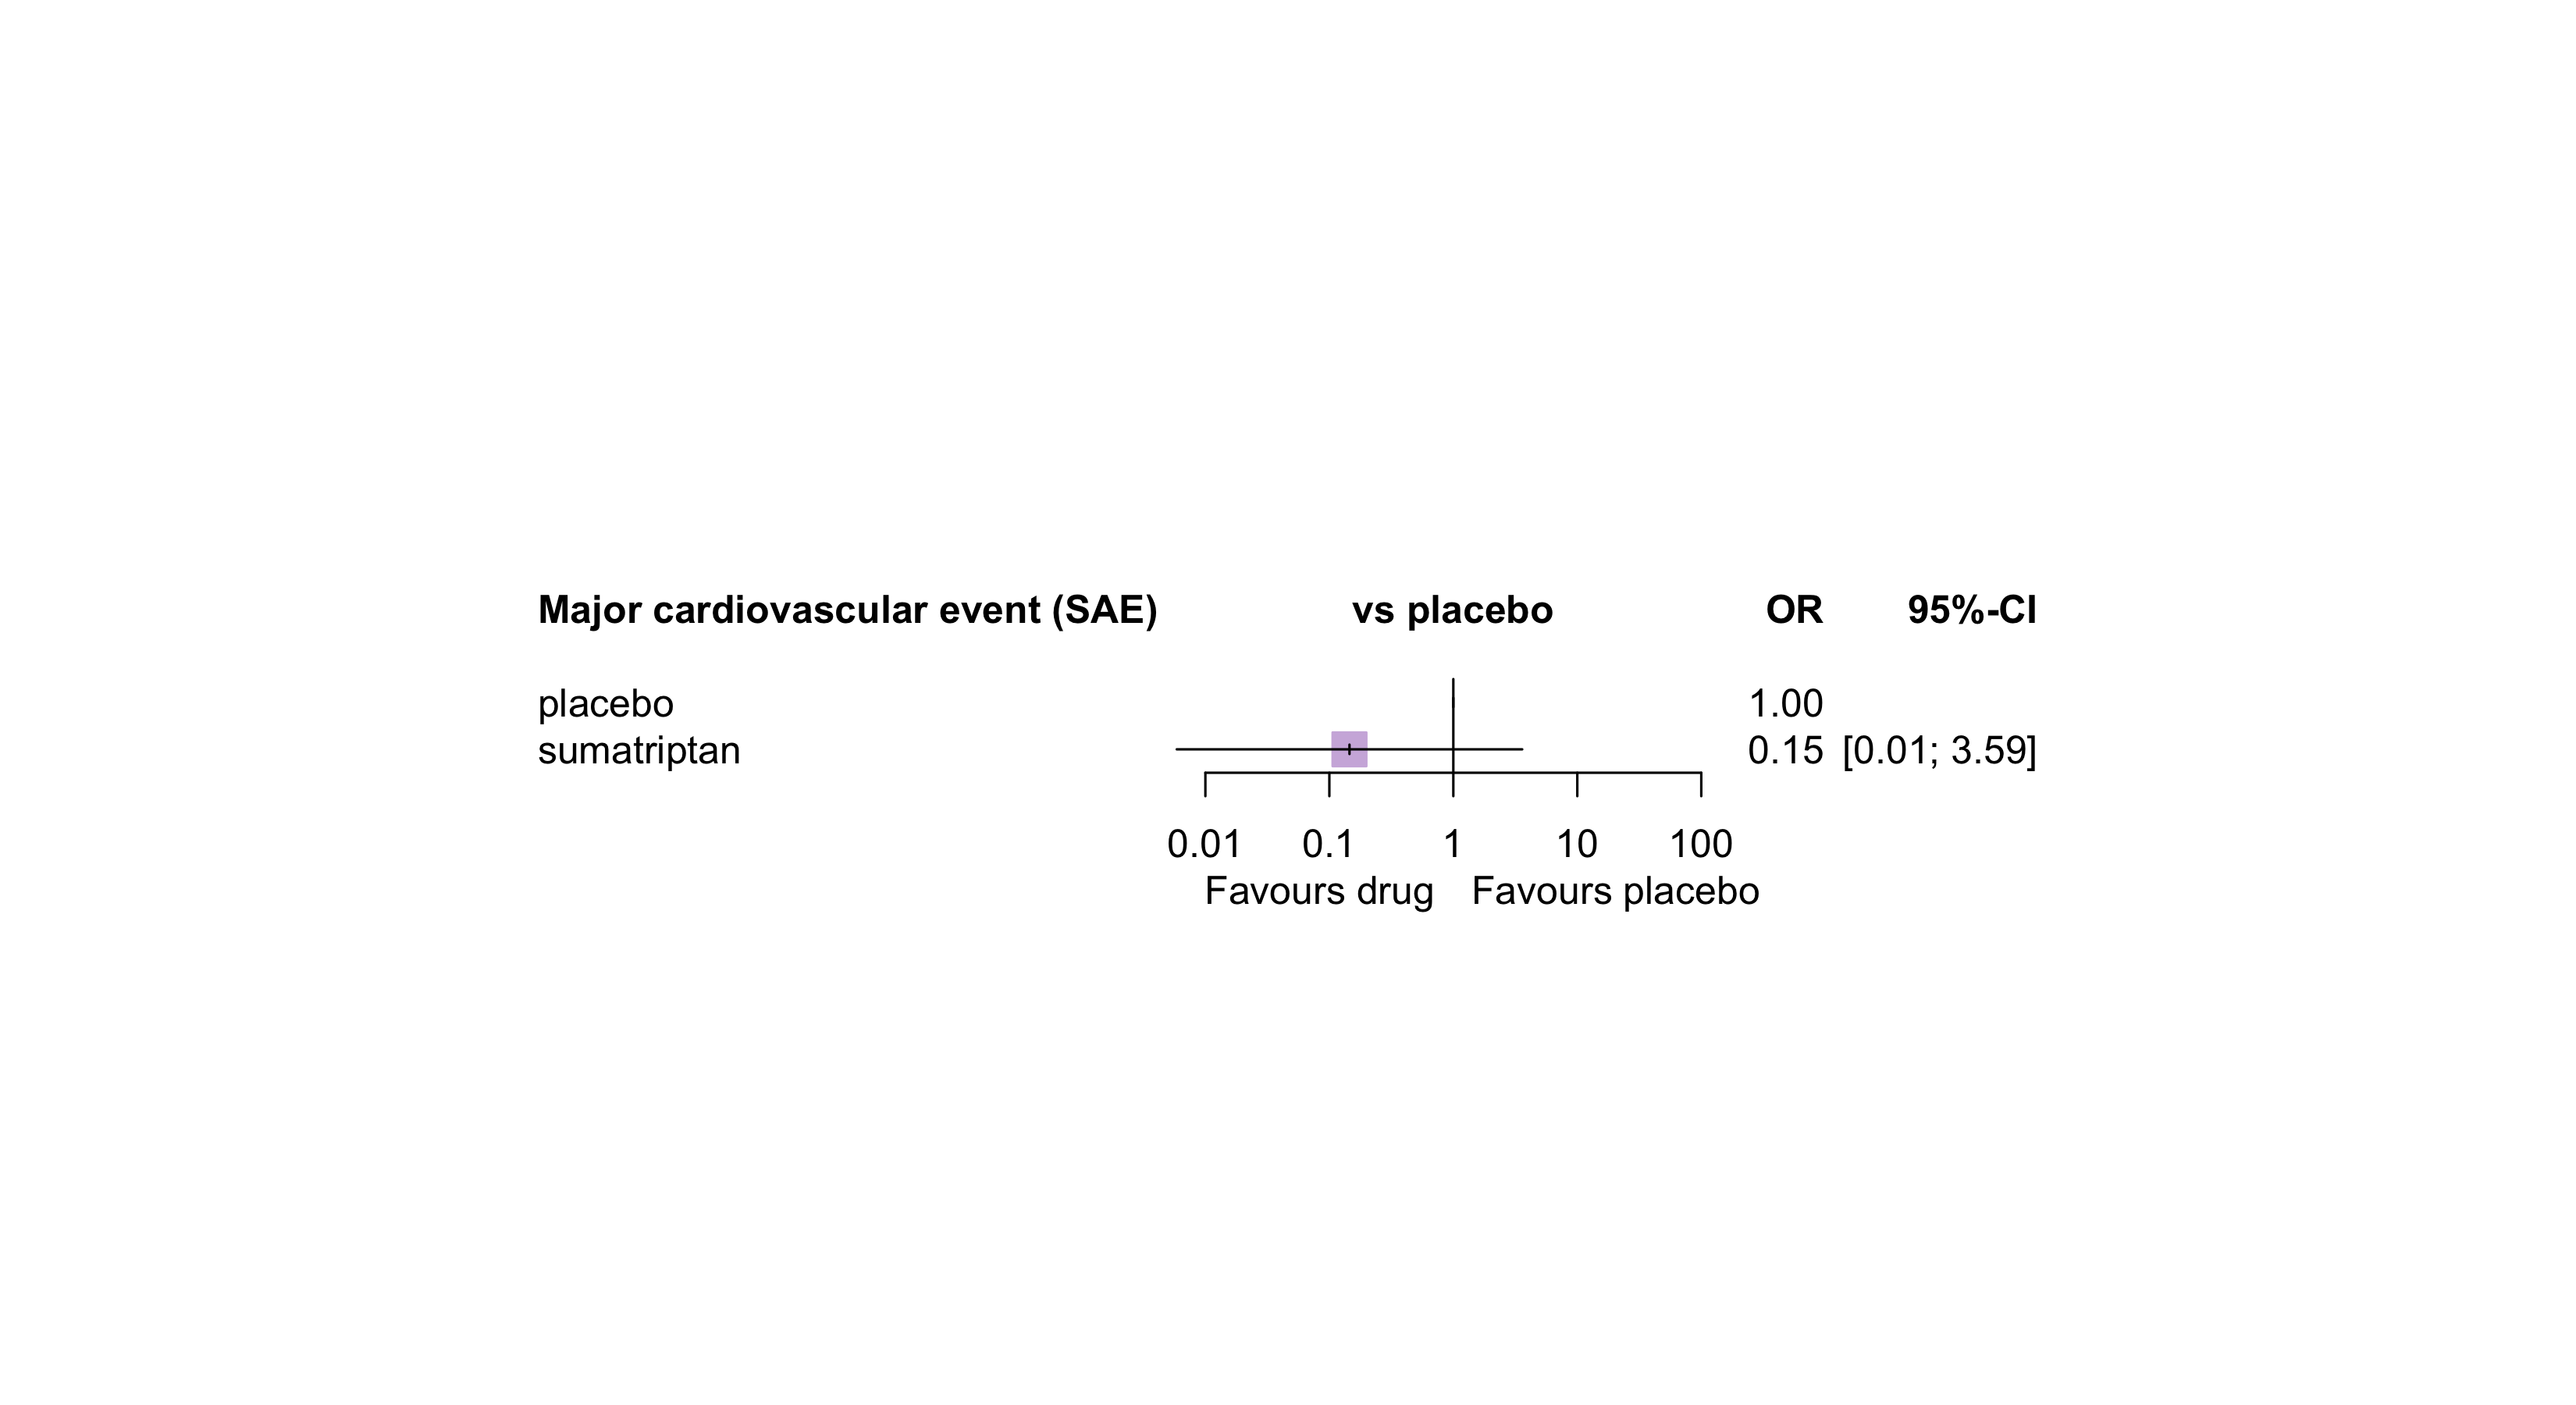 Major cardiovascular event (SAE) vs placebo OR 95%-CI
placebo 1.00
sumatriptan 0.15 [0.01; 3.59]
0.01 0.1 1 10 100
Favours drug Favours placebo